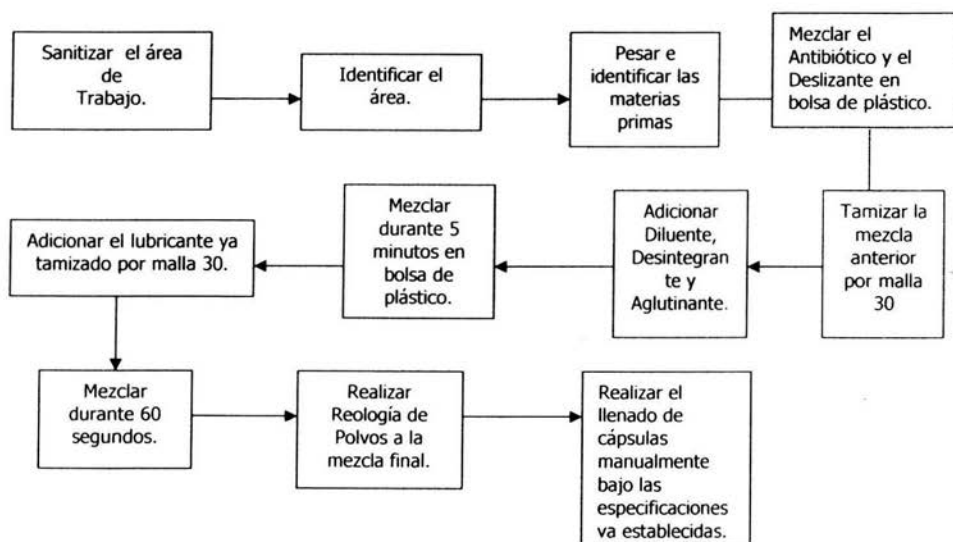 Sanitizar el área
de
Trabajo.
Identificar el
área.
Pesar e
identificar las
materias
primas
Mezclar el
Antibiótico y el
Deslizante en
bolsa de plástico.
Tamizar la
mezcla
anterior
por malla
30
Adicionar
Diluente,
Desintegran
te y
Aglutinante.
Mezclar
durante 5
minutos en
bolsa de
plástico.
Adicionar el lubricante ya
tamizado por malla 30.
Mezclar
durante 60
segundos.
Realizar
Reología de
Polvos a la
mezcla final.
Realizar el
llenado de
cápsulas
manualmente
bajo las
especificaciones
va establecidas.